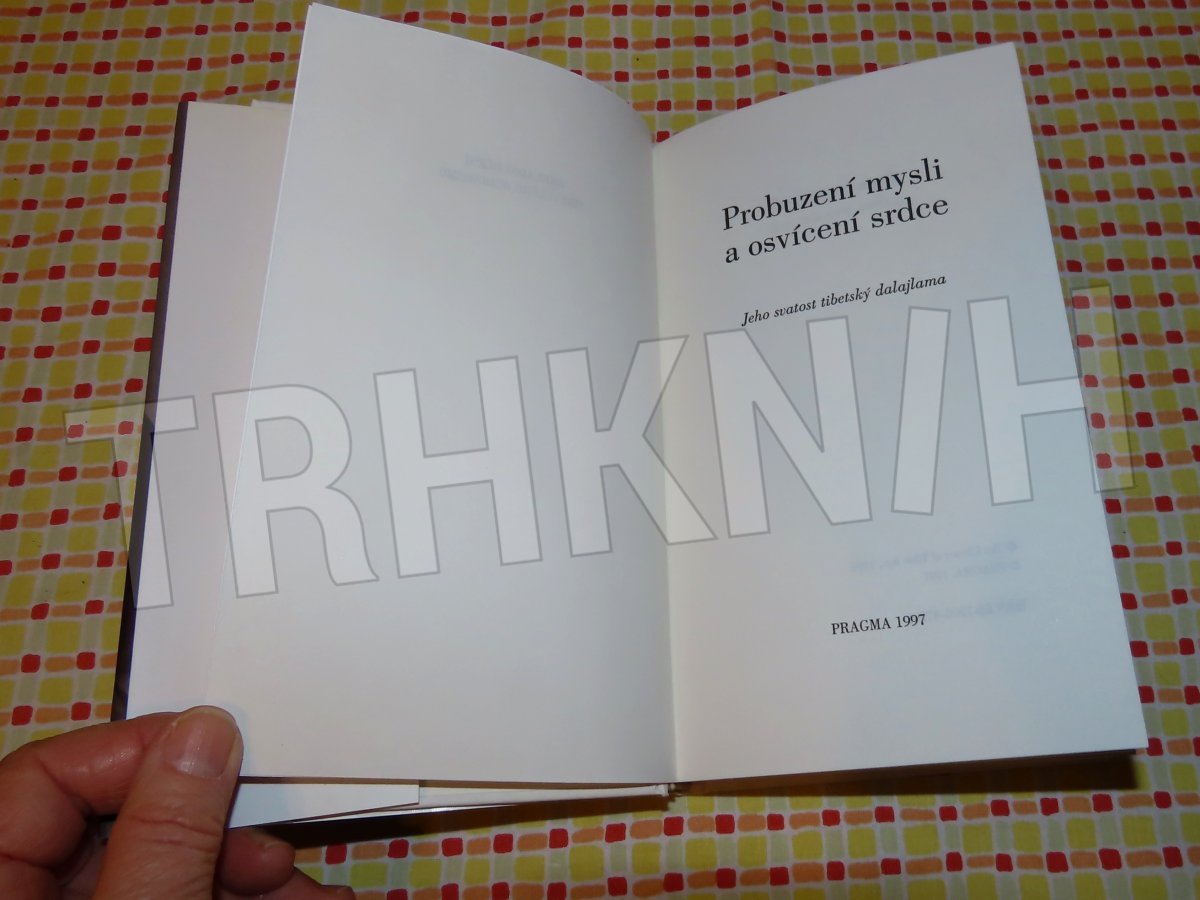 Probuzení mysli
a osvícení srdce
Jeho svatost tibetský dalajlama
TRHKNIH
PRAGMA 1997